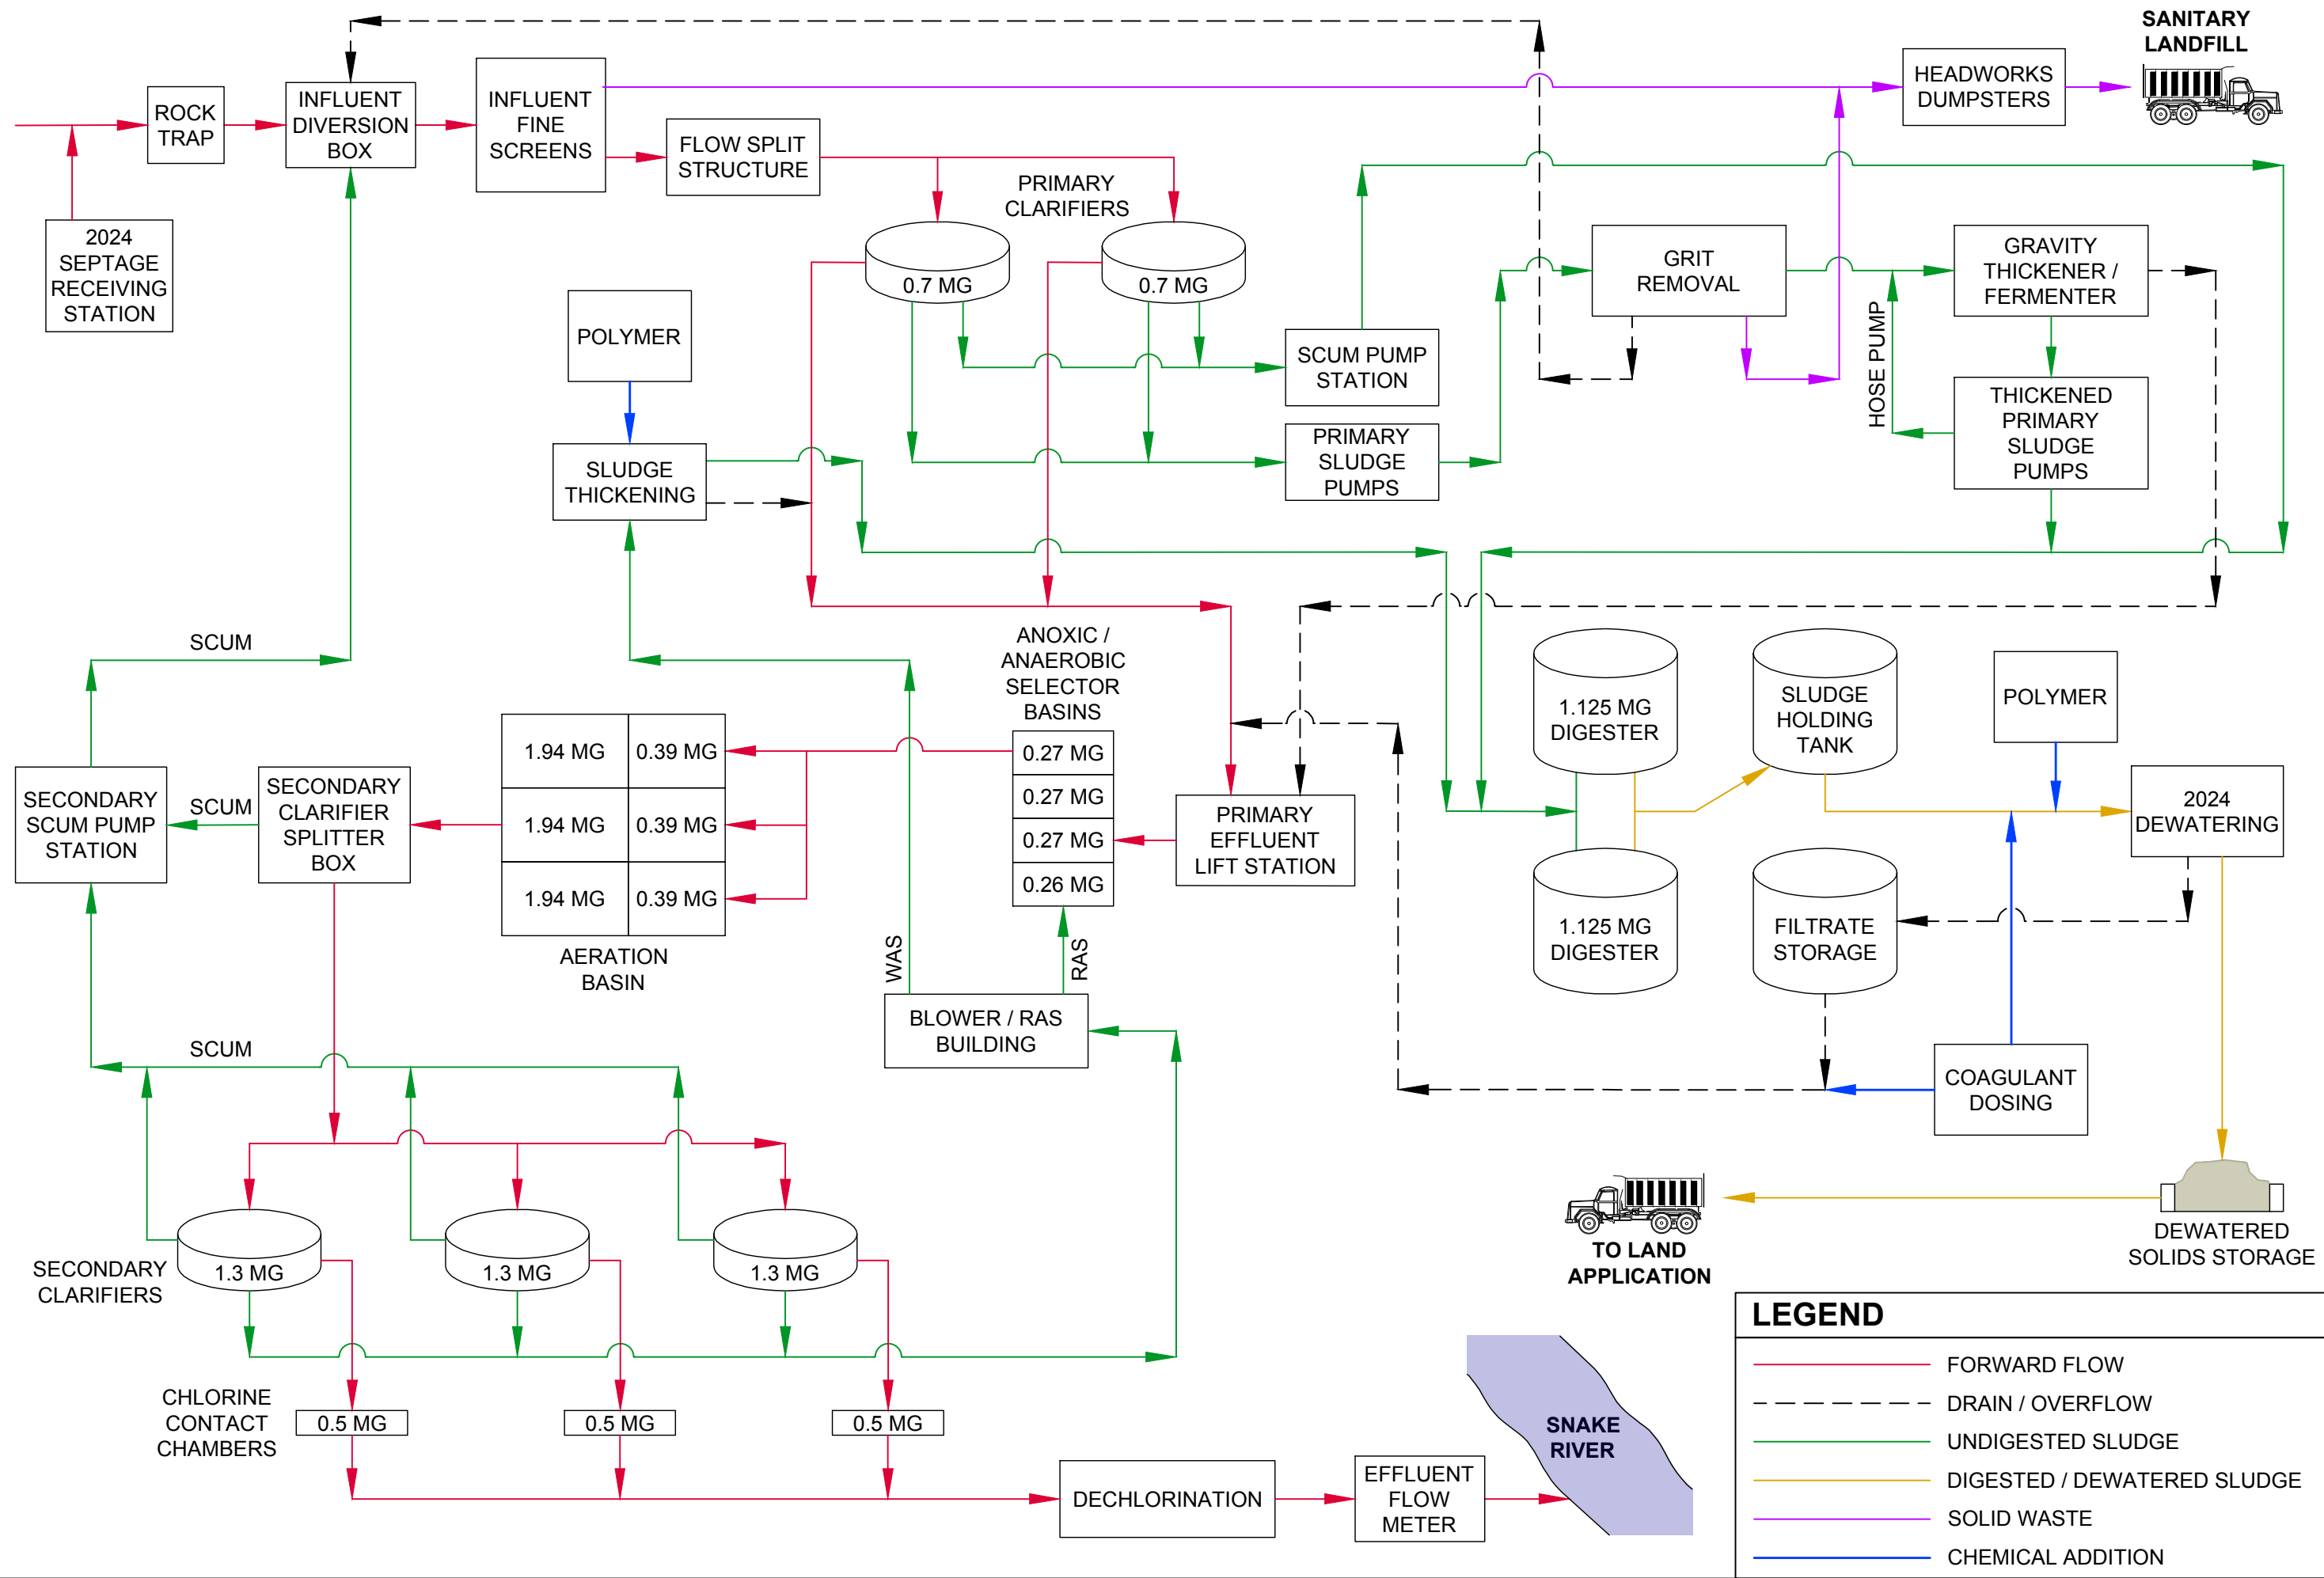 SANITARY
LANDFILL
HEADWORKS
DUMPSTERS
ROCK
TRAP
INFLUENT
DIVERSION
BOX
INFLUENT
FINE
SCREENS
FLOW SPLIT
STRUCTURE
PRIMARY
CLARIFIERS
2024
SEPTAGE
RECEIVING
STATION
0.7 MG
0.7 MG
GRIT
REMOVAL
GRAVITY
THICKENER /
FERMENTER
POLYMER
SCUM PUMP
STATION
HOSE PUMP
THICKENED
PRIMARY
SLUDGE
PUMPS
SLUDGE
THICKENING
PRIMARY
SLUDGE
PUMPS
SCUM
ANOXIC /
ANAEROBIC
SELECTOR
BASINS
1.94 MG
0.39 MG
1.94 MG
0.39 MG
1.94 MG
0.39 MG
AERATION
BASIN
0.27 MG
0.27 MG
0.27 MG
0.26 MG
PRIMARY
EFFLUENT
LIFT STATION
1.125 MG
DIGESTER
SLUDGE
HOLDING
TANK
POLYMER
SECONDARY
SCUM PUMP
STATION
SCUM
SECONDARY
CLARIFIER
SPLITTER
BOX
2024
DEWATERING
1.125 MG
DIGESTER
FILTRATE
STORAGE
WAS
RAS
BLOWER / RAS
BUILDING
SCUM
COAGULANT
DOSING
SECONDARY
CLARIFIERS
1.3 MG
1.3 MG
1.3 MG
TO LAND
APPLICATION
DEWATERED
SOLIDS STORAGE
CHLORINE
CONTACT
CHAMBERS
0.5 MG
0.5 MG
0.5 MG
DECHLORINATION
EFFLUENT
FLOW
METER
SNAKE
RIVER
LEGEND
FORWARD FLOW
DRAIN / OVERFLOW
UNDIGESTED SLUDGE
DIGESTED / DEWATERED SLUDGE
SOLID WASTE
CHEMICAL ADDITION